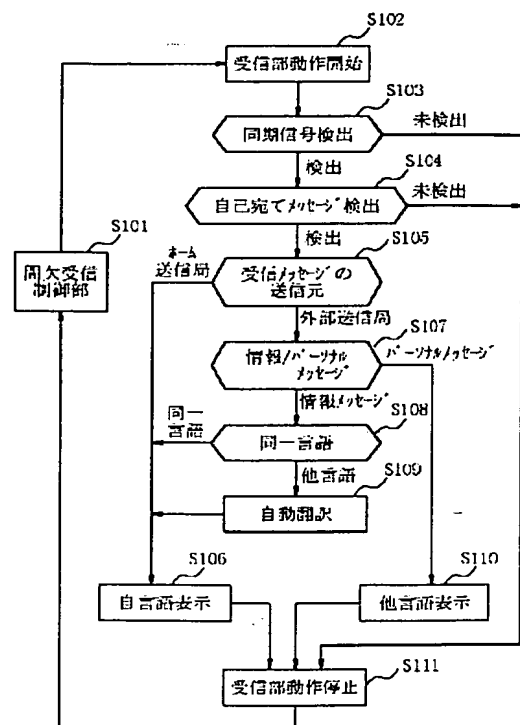 S102
受信部動作開始
S103
同期信号検出
未検出
検出
S104
自己宛てメッセージ検出
未検出
検出
S101
間欠受信
制御部
ホーム
送信局
S105
受信メッセージの
送信元
外部送信局
S107
情報/パーソナル
メッセージ
パーソナルメッセージ
情報メッセージ
S108
同一
言語
同一言語
他言語
S109
自動翻訳
S106
自言語表示
S110
他言語表示
S111
受信部動作停止